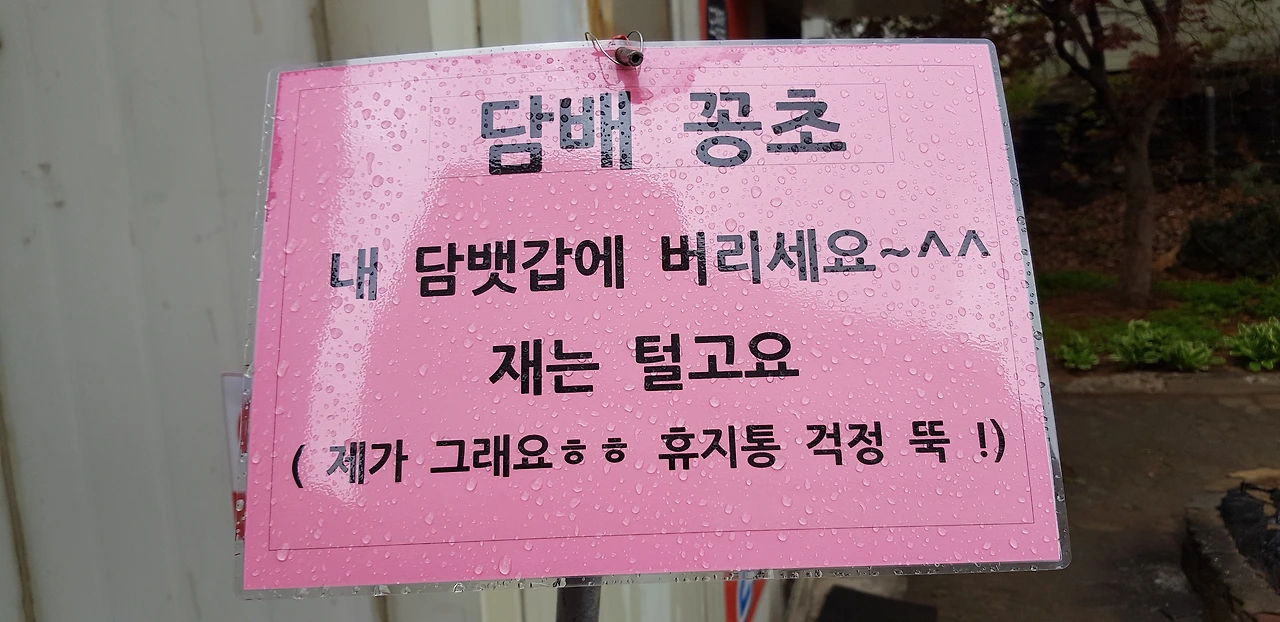 담배 꽁초
내 담뱃갑에 버리세요~^^
재는 털고요
( 제가 그래요ㅎㅎ 휴지통 걱정 뚝 !)